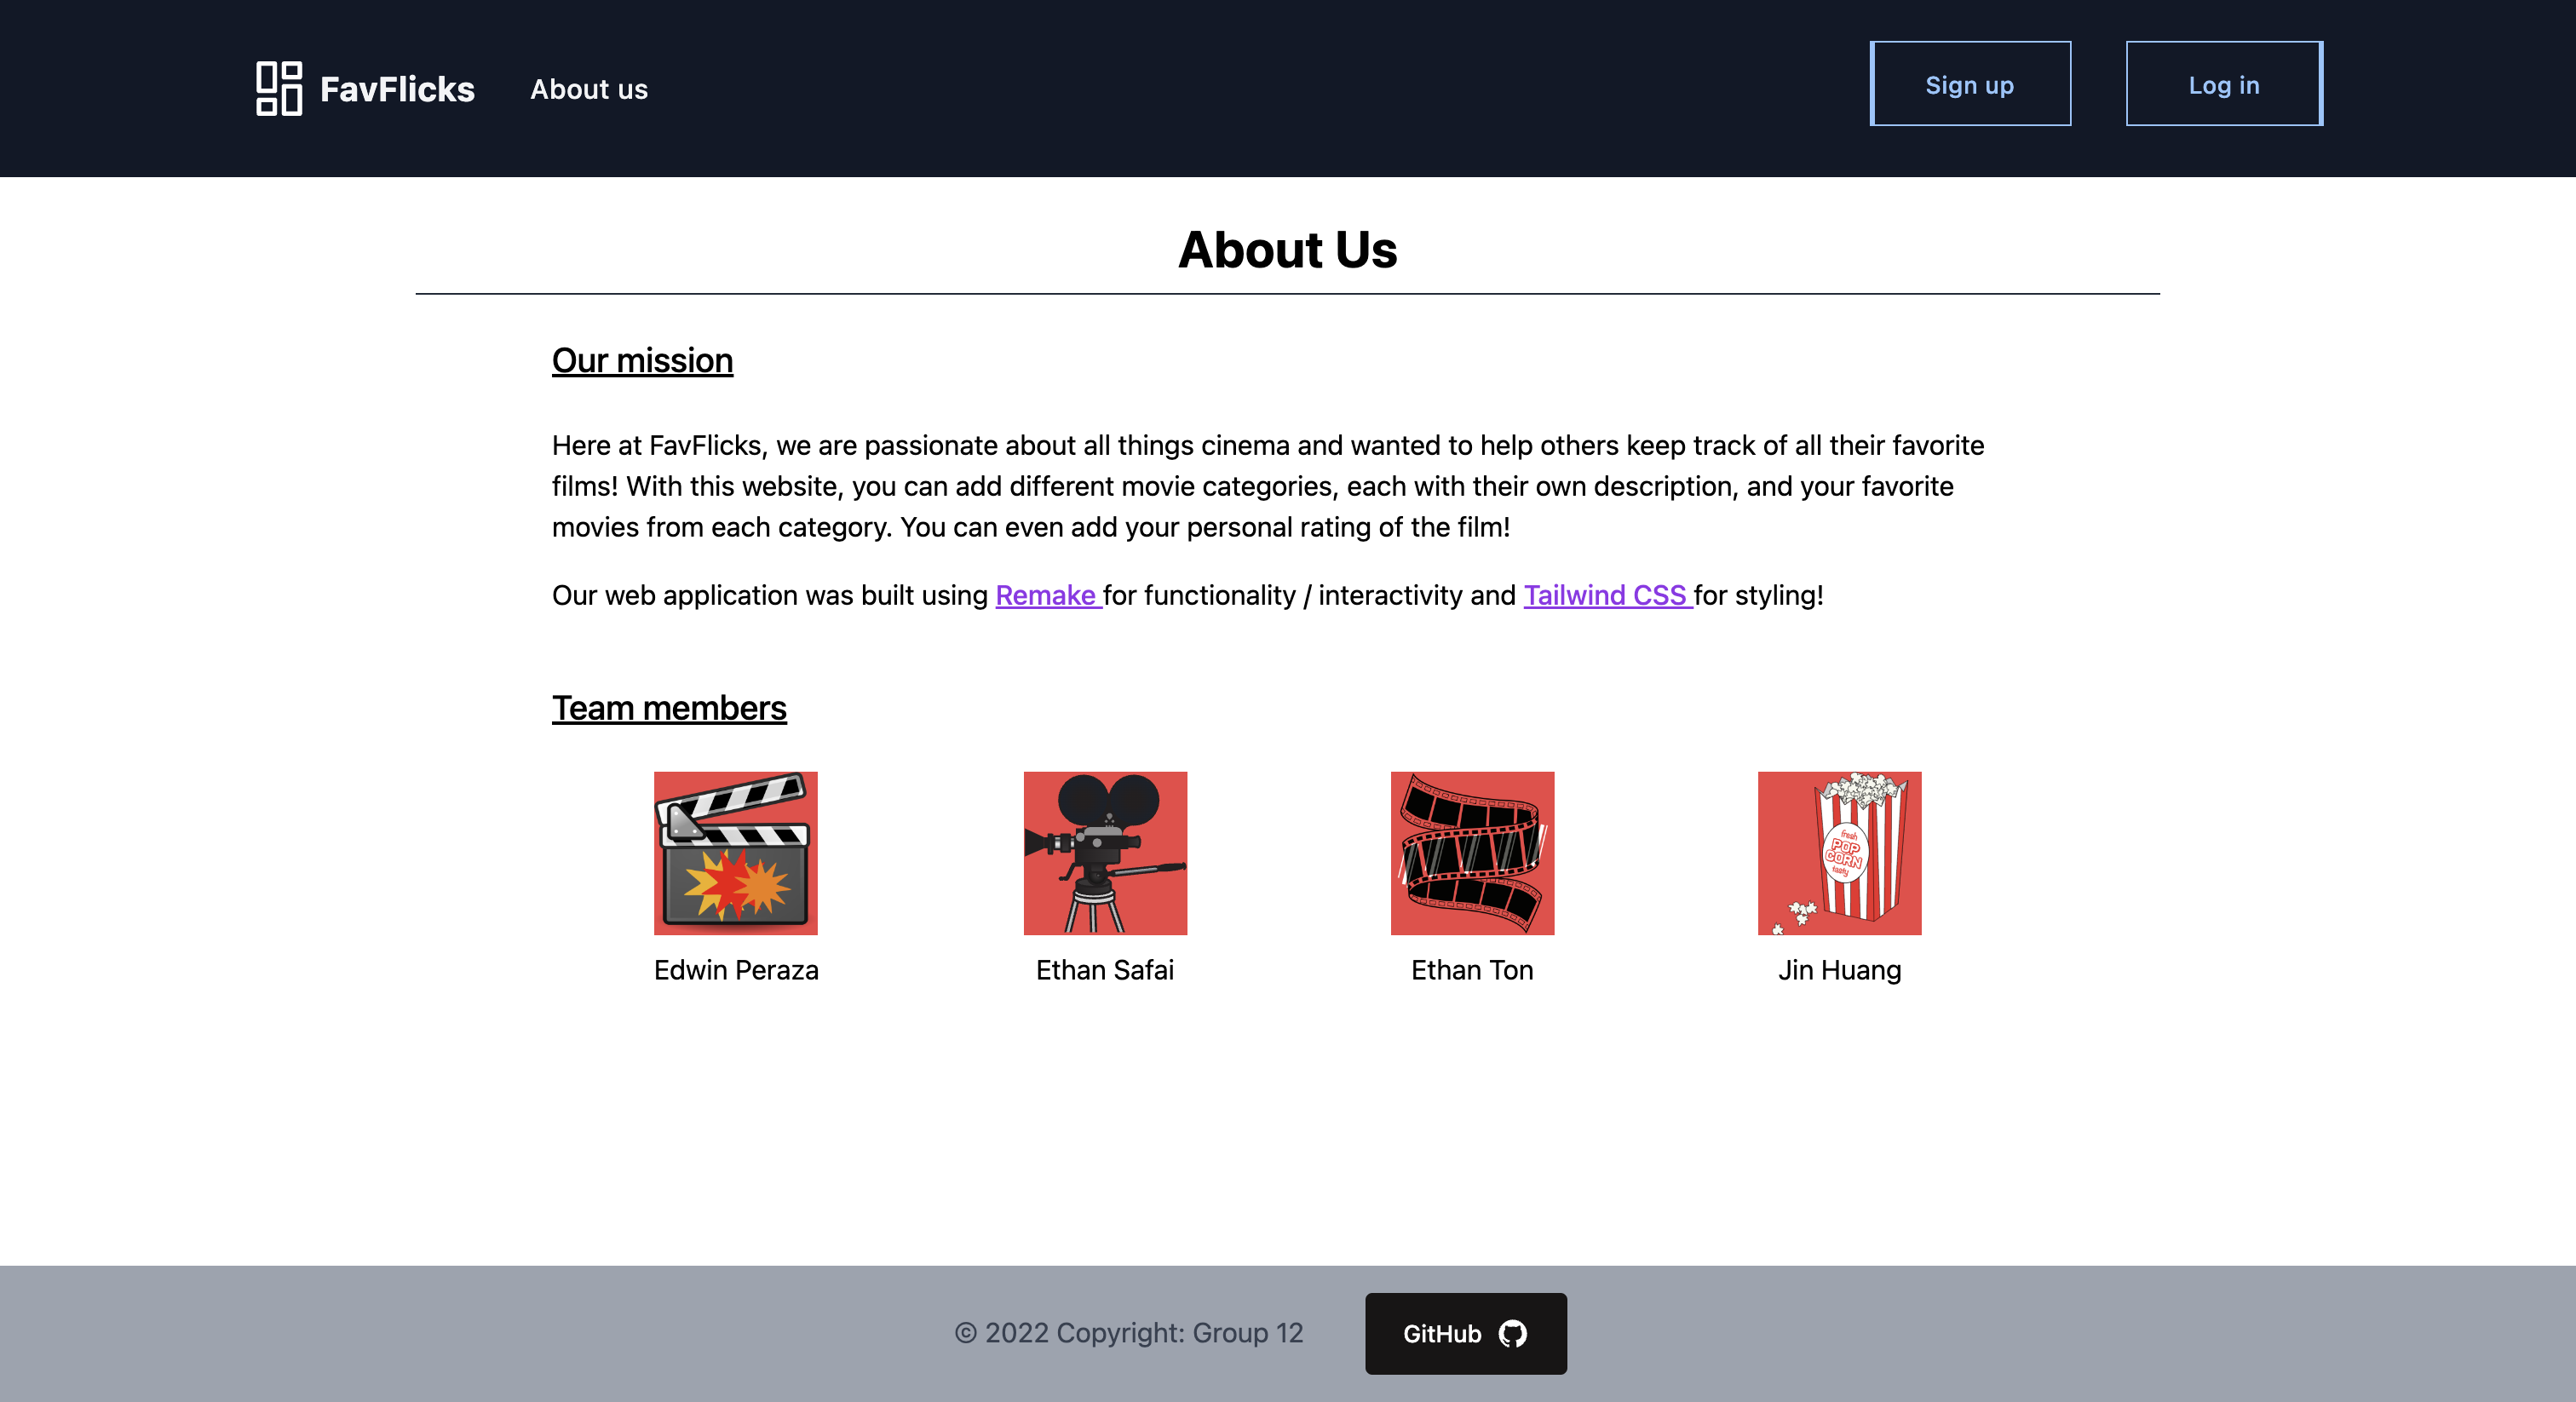 FavFlicks
About us
Sign up
Log in
About Us
Our mission
Here at FavFlicks, we are passionate about all things cinema and wanted to help others keep track of all their favorite
films! With this website, you can add different movie categories, each with their own description, and your favorite
movies from each category. You can even add your personal rating of the film!
Our web application was built using Remake for functionality / interactivity and Tailwind CSS for styling!
Team members
fresh
POP
CORN
tasty
Edwin Peraza
Ethan Safai
Ethan Ton
Jin Huang
© 2022 Copyright: Group 12
GitHub